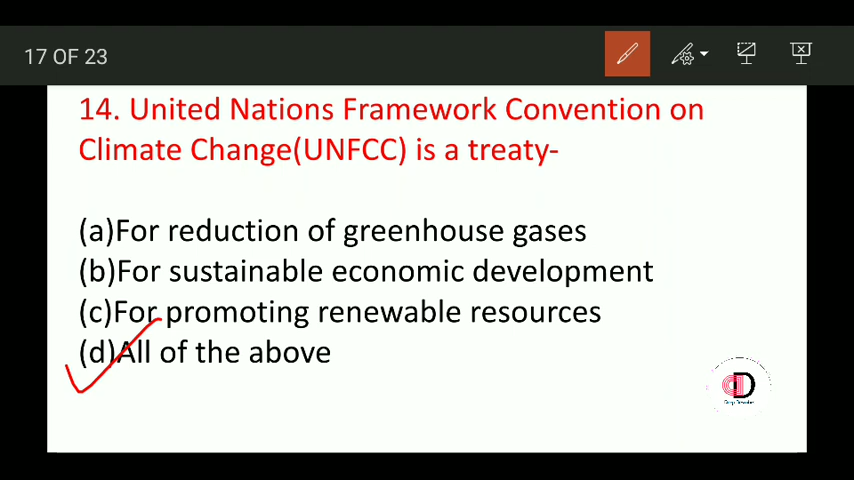 17 OF 23
14. United Nations Framework Convention on
Climate Change(UNFCC) is a treaty-
(a)For reduction of greenhouse gases
(b)For sustainable economic development
(c)For promoting renewable resources
(d)All of the above